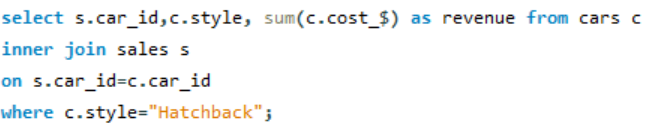 select s.car_id,c.style, sum(c.cost_$) as revenue from cars c
inner join sales s
on s.car_id=c.car_id
where c.style="Hatchback";